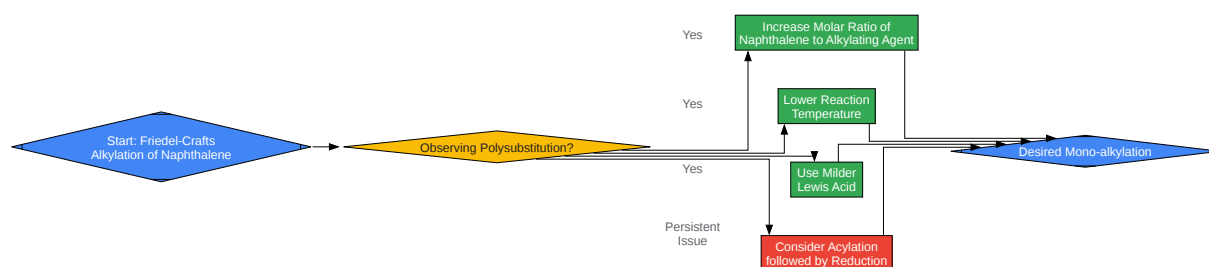 Start: Friedel-Crafts
Alkylation of Naphthalene
Observing Polysubstitution?
Yes
Yes
Yes
Persistent
Issue
Increase Molar Ratio of
Naphthalene to Alkylating Agent
Lower Reaction
Temperature
Use Milder
Lewis Acid
Consider Acylation
followed by Reduction
Desired Mono-alkylation